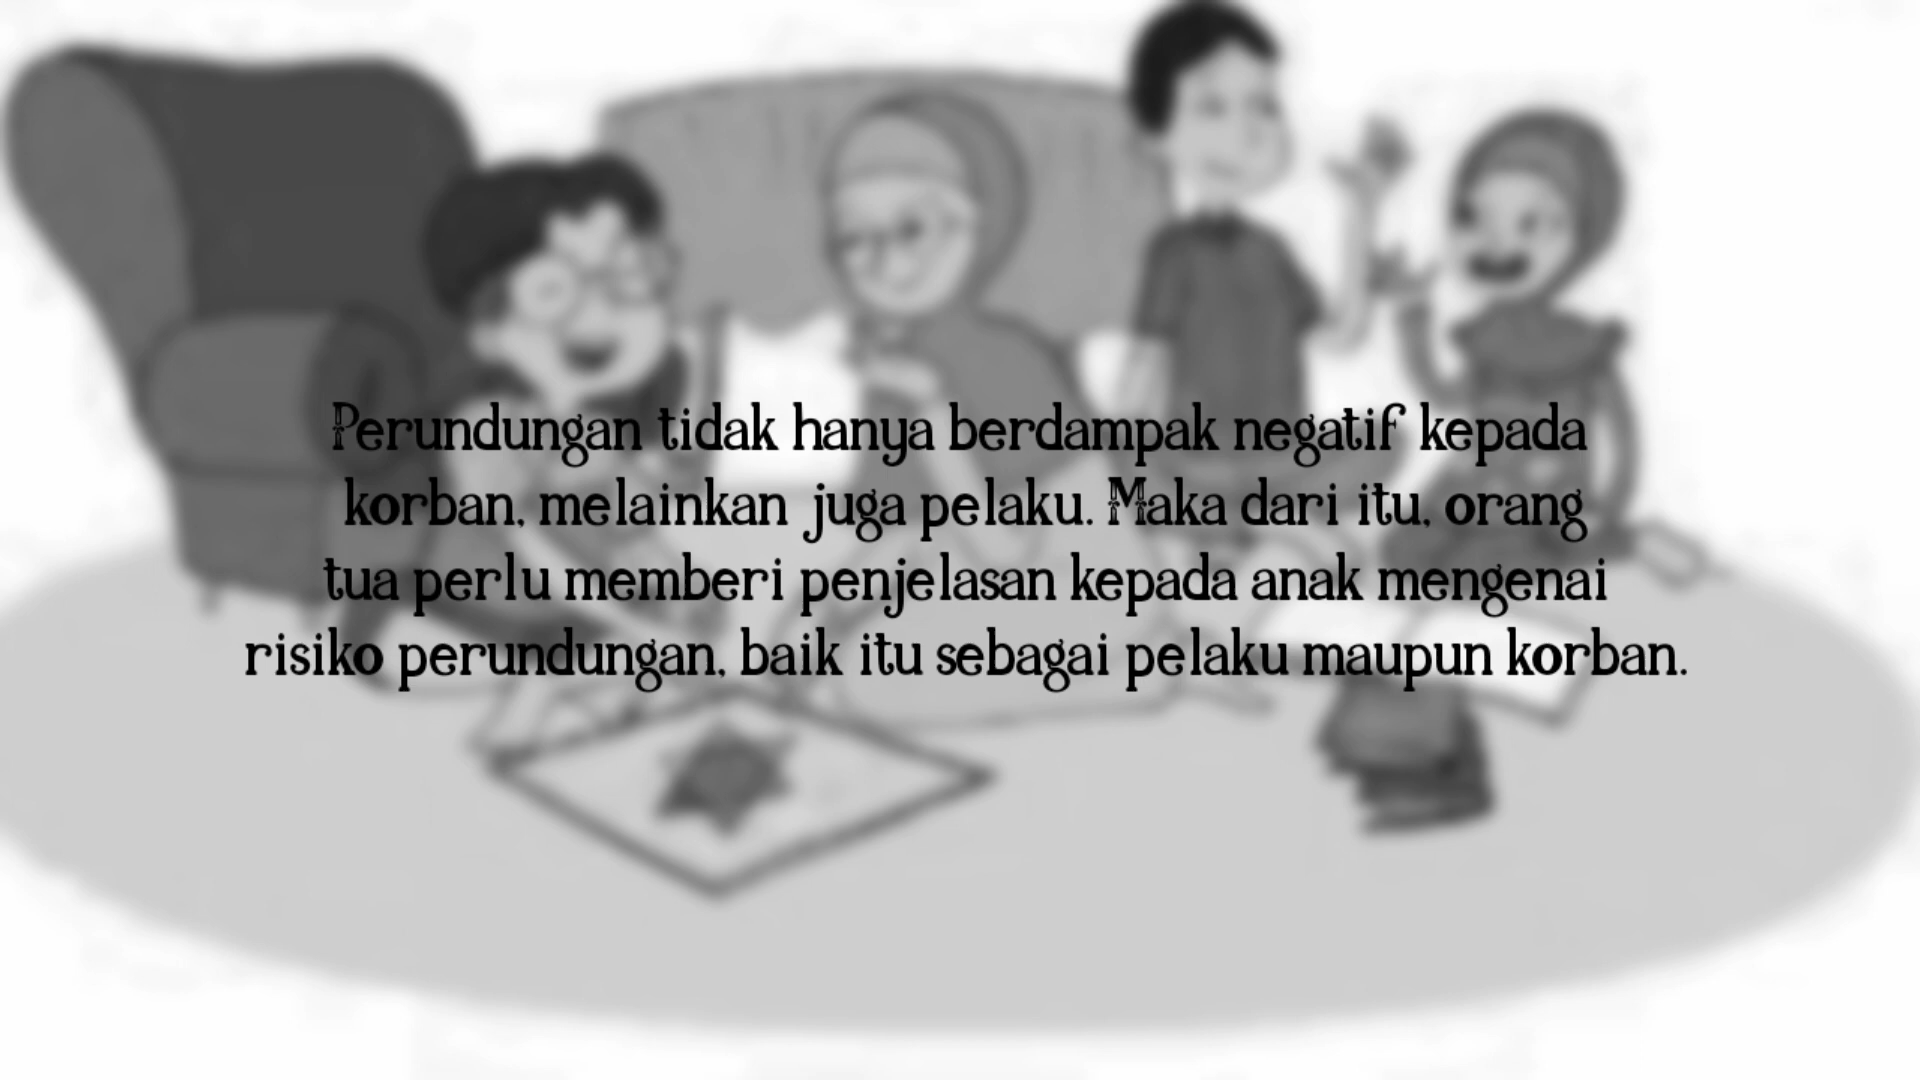 Perundungan tidak hanya berdampak negatif kepada
korban, melainkan juga pelaku. Maka dari itu, orang
tua perlu memberi penjelasan kepada anak mengenai
risiko perundungan, baik itu sebagai pelaku maupun korban.